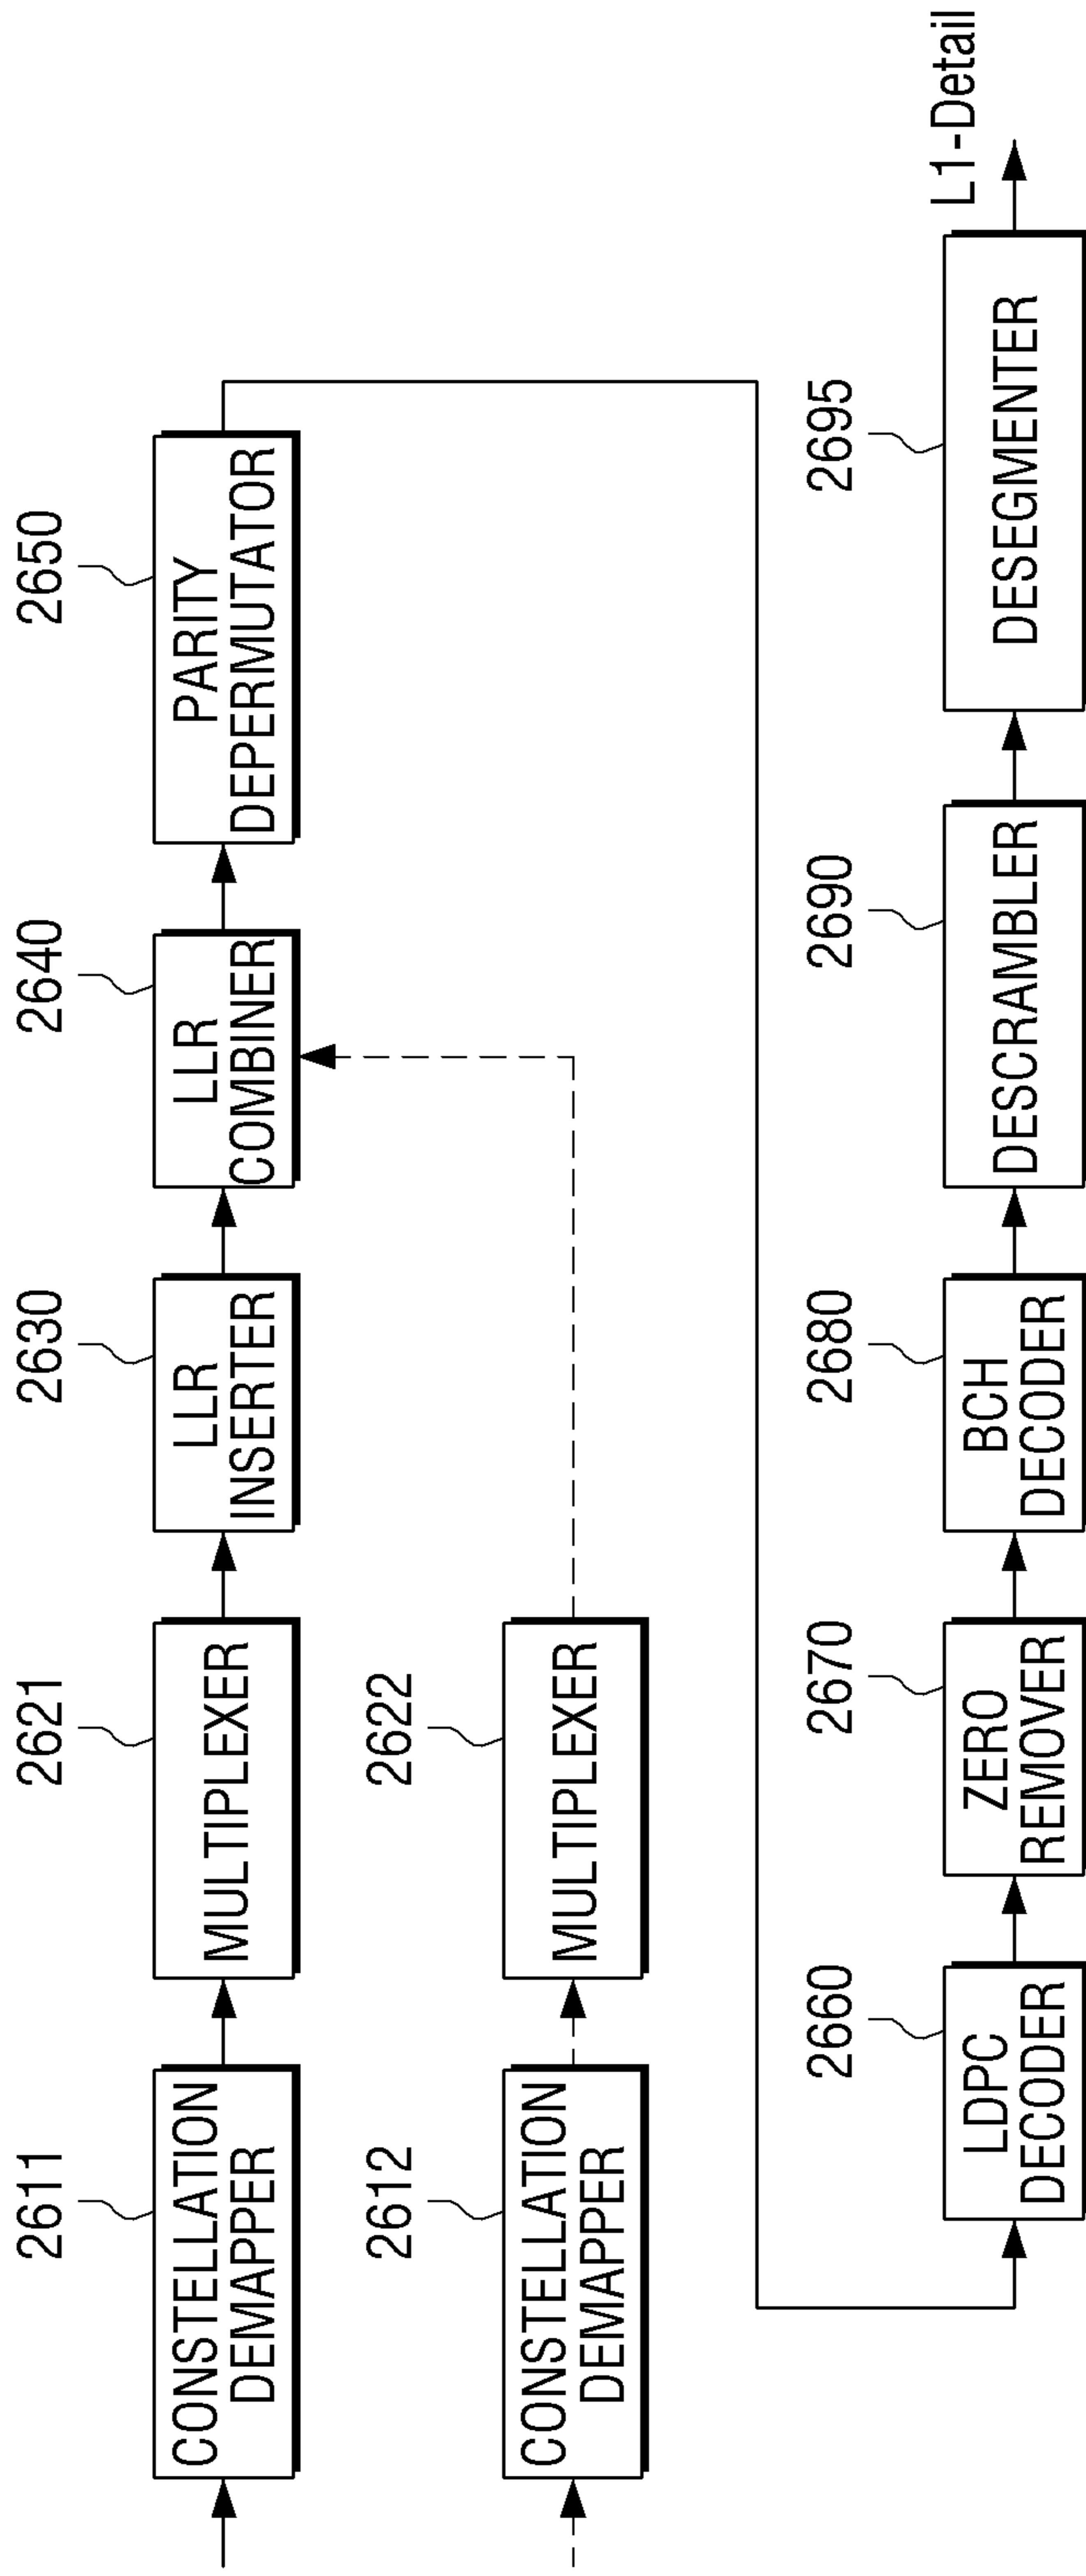 2611
CONSTELLATION
DEMAPPER
2621
MULTIPLEXER
2630
LLR
INSERTER
2640
LLR
COMBINER
2650
PARITY
DEPERMUTATOR
2612
CONSTELLATION
DEMAPPER
2622
MULTIPLEXER
2660
LDPC
DECODER
2670
ZERO
REMOVER
2680
BCH
DECODER
2690
DESCRAMBLER
2695
DESEGMENTER
L1-Detail